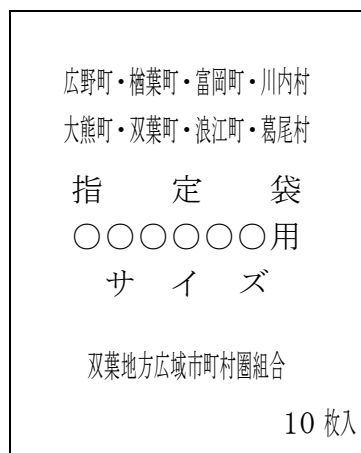 広野町・楢葉町・富岡町・川内村
大熊町・双葉町・浪江町・葛尾村
指　定　袋
○○○○○○用
サ　イ　ズ
双葉地方広域市町村圏組合
10 枚入